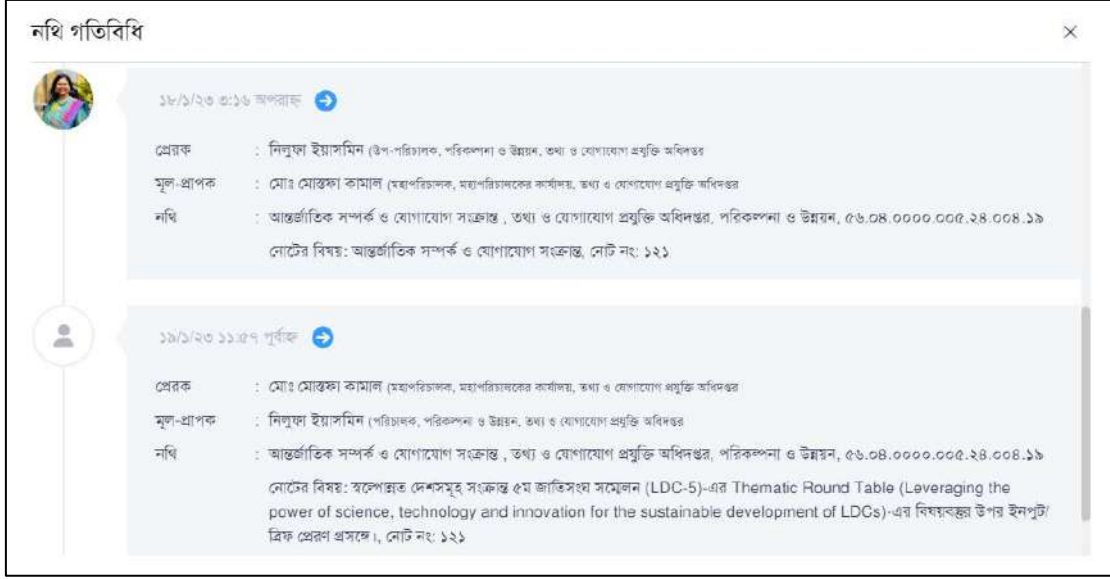 নথি গতিবিধি
১৮/১/২৩ ৩:১৬ অপরাহ্ন
প্রেরক : নিলুফা ইয়াসমিন (উপ-পরিচালক, পরিকল্পনা ও উন্নয়ন, তথ্য ও যোগাযোগ প্রযুক্তি অধিদপ্তর
মূল-প্রাপক : মোঃ মোস্তফা কামাল (মহাপরিচালক, মহাপরিচালকের কার্যালয়, তথ্য ও যোগাযোগ প্রযুক্তি অধিদপ্তর
নথি : আন্তর্জাতিক সম্পর্ক ও যোগাযোগ সংক্রান্ত , তথ্য ও যোগাযোগ প্রযুক্তি অধিদপ্তর, পরিকল্পনা ও উন্নয়ন, ৫৬.০৪.০০০০.০০৫.২৪.০০৪.১৯
নোটের বিষয়: আন্তর্জাতিক সম্পর্ক ও যোগাযোগ সংক্রান্ত, নোট নং: ১২১
১৯/১/২৩ ১১:৫৭ পূর্বাহ্ন
প্রেরক : মোঃ মোস্তফা কামাল (মহাপরিচালক, মহাপরিচালকের কার্যালয়, তথ্য ও যোগাযোগ প্রযুক্তি অধিদপ্তর
মূল-প্রাপক : নিলুফা ইয়াসমিন (পরিচালক, পরিকল্পনা ও উন্নয়ন, তথ্য ও যোগাযোগ প্রযুক্তি অধিদপ্তর
নথি : আন্তর্জাতিক সম্পর্ক ও যোগাযোগ সংক্রান্ত , তথ্য ও যোগাযোগ প্রযুক্তি অধিদপ্তর, পরিকল্পনা ও উন্নয়ন, ৫৬.০৪.০০০০.০০৫.২৪.০০৪.১৯
নোটের বিষয়: স্বল্পোন্নত দেশসমূহ সংক্রান্ত ৫ম জাতিসংঘ সম্মেলন (LDC-5)-এর Thematic Round Table (Leveraging the
power of science, technology and innovation for the sustainable development of LDCs)-এর বিষয়বস্তুর উপর ইনপুট/
ব্রিফ প্রেরণ প্রসঙ্গে।, নোট নং: ১২১